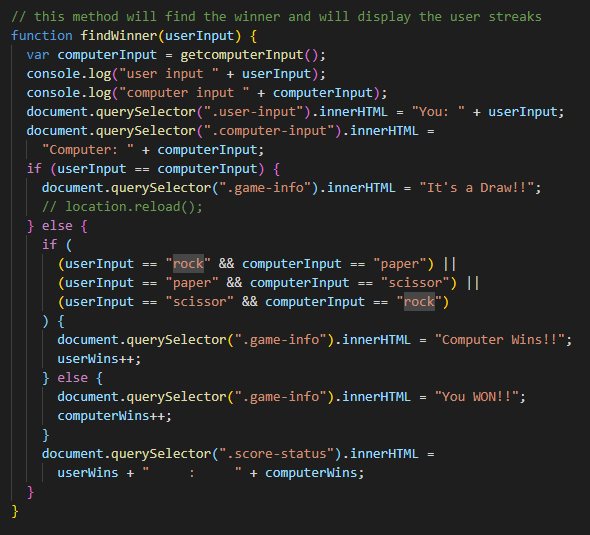 // this method will find the winner and will display the user streaks
function findWinner(userInput) {
  var computerInput = getcomputerInput();
  console.log("user input " + userInput);
  console.log("computer input " + computerInput);
  document.querySelector(".user-input").innerHTML = "You: " + userInput;
  document.querySelector(".computer-input").innerHTML =
    "Computer: " + computerInput;
  if (userInput == computerInput) {
    document.querySelector(".game-info").innerHTML = "It's a Draw!!";
    // location.reload();
  } else {
    if (
      (userInput == "rock" && computerInput == "paper") ||
      (userInput == "paper" && computerInput == "scissor") ||
      (userInput == "scissor" && computerInput == "rock")
    ) {
      document.querySelector(".game-info").innerHTML = "Computer Wins!!";
      userWins++;
    } else {
      document.querySelector(".game-info").innerHTML = "You WON!!";
      computerWins++;
    }
    document.querySelector(".score-status").innerHTML =
      userWins + "     :     " + computerWins;
  }
}